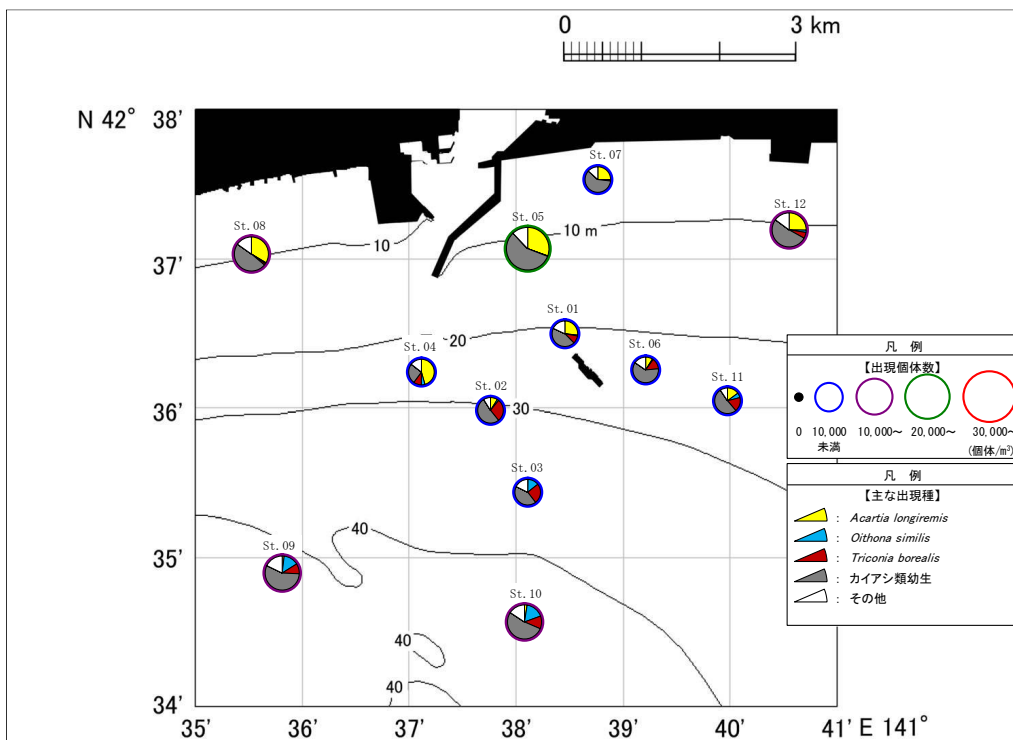 0 3 km
N 42° 38'
St. 07
St. 12
St. 08
St. 05
10
10 m
37'
St. 01
20
St. 04
St. 06
St. 11
St. 02
36'
30
St. 03
40
St. 09
35'
St. 10
40
40
34'
35' 36' 37' 38' 39' 40' 41' E 141°
凡 例
【出現個体数】
0 10,000 10,000～ 20,000～ 30,000～
未満 (個体/m³)
凡 例
【主な出現種】
: Acartia longiremis
: Oithona similis
: Triconia borealis
: カイアシ類幼生
: その他